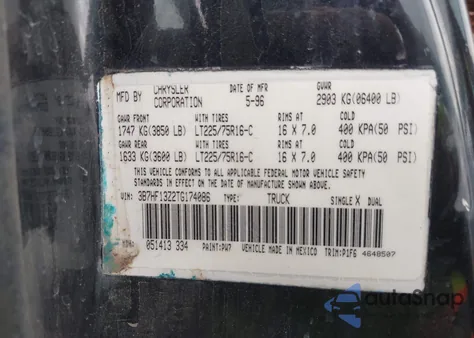 MFD BY CHRYSLER CORPORATION DATE OF MFR 5-96 GVWR 2903 KG(06400 LB)
GAWR FRONT TIRES RIMS AT COLD
1747 KG(3850 LB) LT225/75R16-C 16 X 7.0 400 KPA(50 PSI)
GAWR REAR TIRES RIMS AT COLD
1633 KG(3600 LB) LT225/75R16-C 16 X 7.0 400 KPA(50 PSI)
THIS VEHICLE CONFORMS TO ALL APPLICABLE FEDERAL MOTOR VEHICLE SAFETY
STANDARDS IN EFFECT ON THE DATE OF MANUFACTURE SHOWN ABOVE.
VIN: 3B7HF13Z2TG174086 TYPE: TRUCK SINGLE X DUAL
MDH: 051413 334 PAINT:PW7 VEHICLE MADE IN MEXICO TRIM:P1F6 4648507
autoSnap